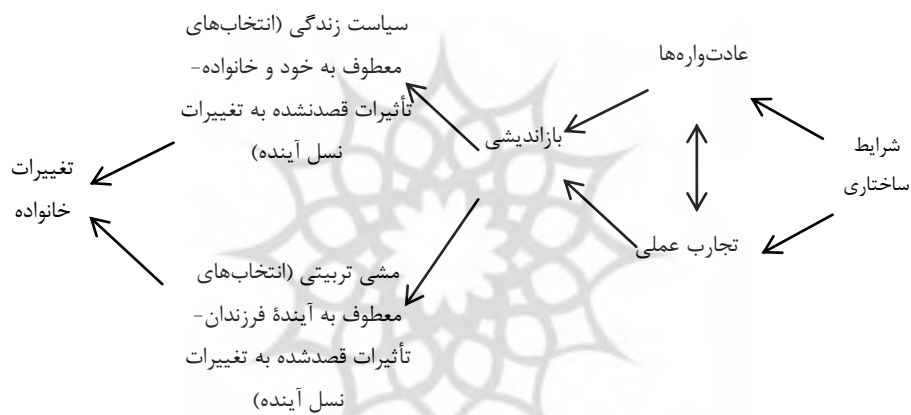 شرایط
ساختاری
عادت‌واره‌ها
تجارب عملی
بازاندیشی
سیاست زندگی (انتخاب‌های
معطوف به خود و خانواده-
تأثیرات قصدنشده به تغییرات
نسل آینده)
مشی تربیتی (انتخاب‌های
معطوف به آیندهٔ فرزندان-
تأثیرات قصدشده به تغییرات
نسل آینده)
تغییرات
خانواده